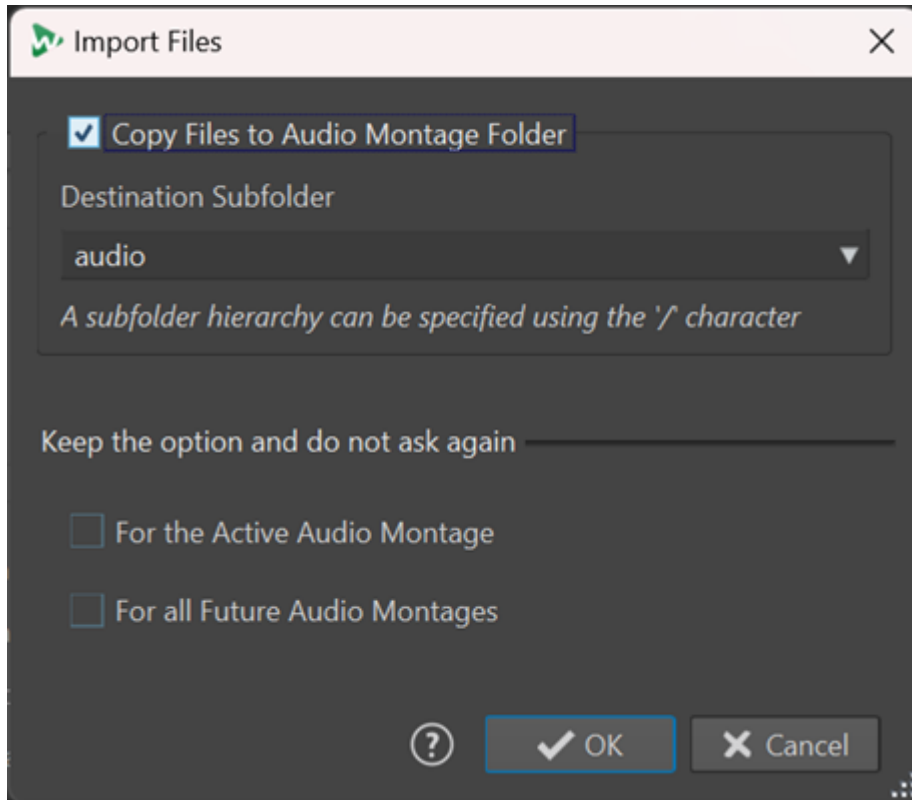 Import Files
Copy Files to Audio Montage Folder
Destination Subfolder
audio
A subfolder hierarchy can be specified using the '/' character
Keep the option and do not ask again
For the Active Audio Montage
For all Future Audio Montages
? OK Cancel